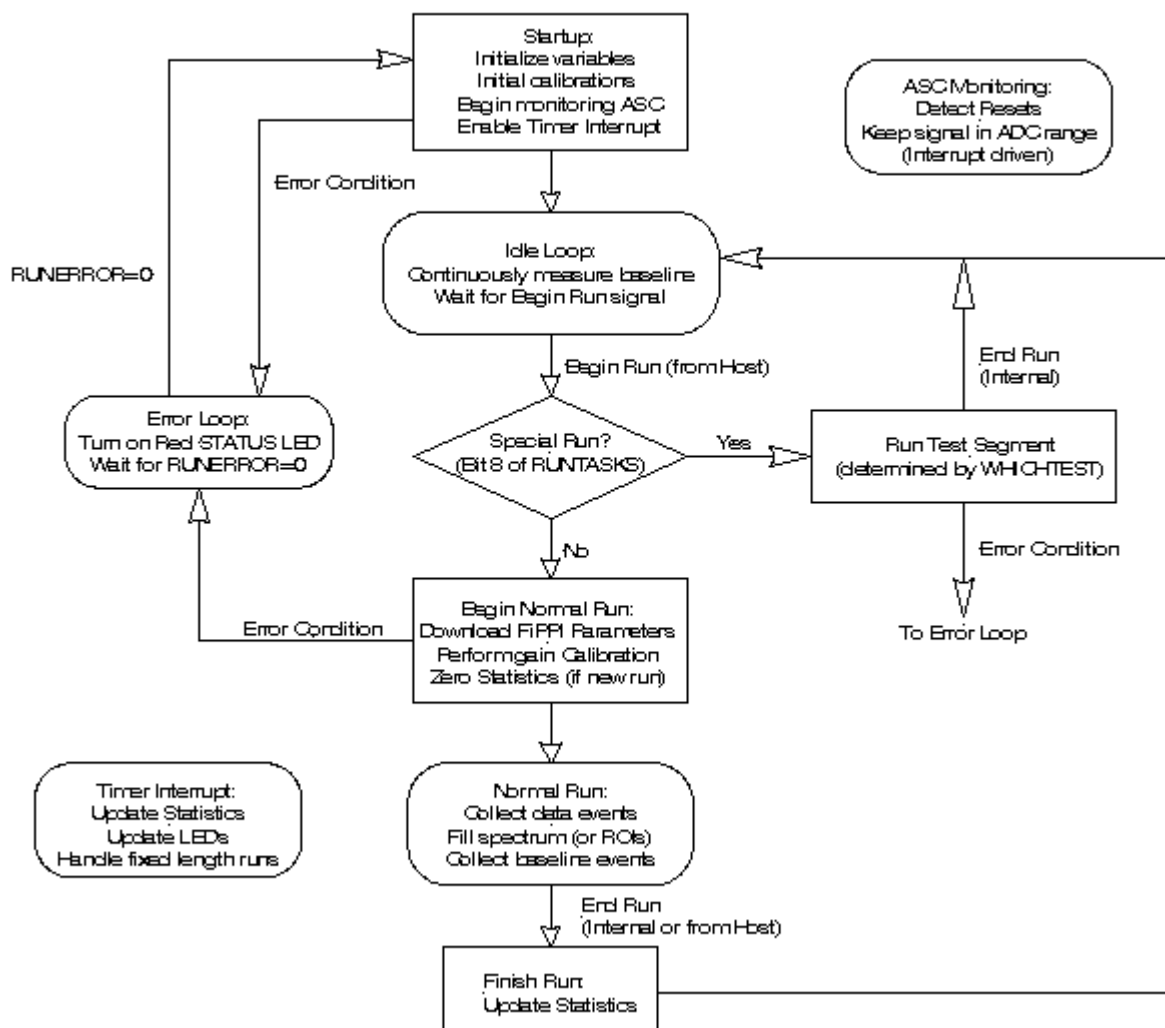 Startup:
Initialize variables
Initial calibrations
Begin monitoring ASC
Enable Timer Interrupt
ASC Monitoring:
Detect Resets
Keep signal in ADC range
(Interrupt driven)
Error Condition
RUNERROR=0
Idle Loop:
Continuously measure baseline
Wait for Begin Run signal
Begin Run (from Host)
End Run
(Internal)
Error Loop:
Turn on Red STATUS LED
Wait for RUNERROR=0
Special Run?
(Bit 8 of RUNTASKS)
Yes
Run Test Segment
(determined by WHICHTEST)
No
Error Condition
To Error Loop
Error Condition
Begin Normal Run:
Download FiPPI Parameters
Perform gain Calibration
Zero Statistics (if new run)
Timer Interrupt:
Update Statistics
Update LEDs
Handle fixed length runs
Normal Run:
Collect data events
Fill spectrum (or ROIs)
Collect baseline events
End Run
(Internal or from Host)
Finish Run:
Update Statistics